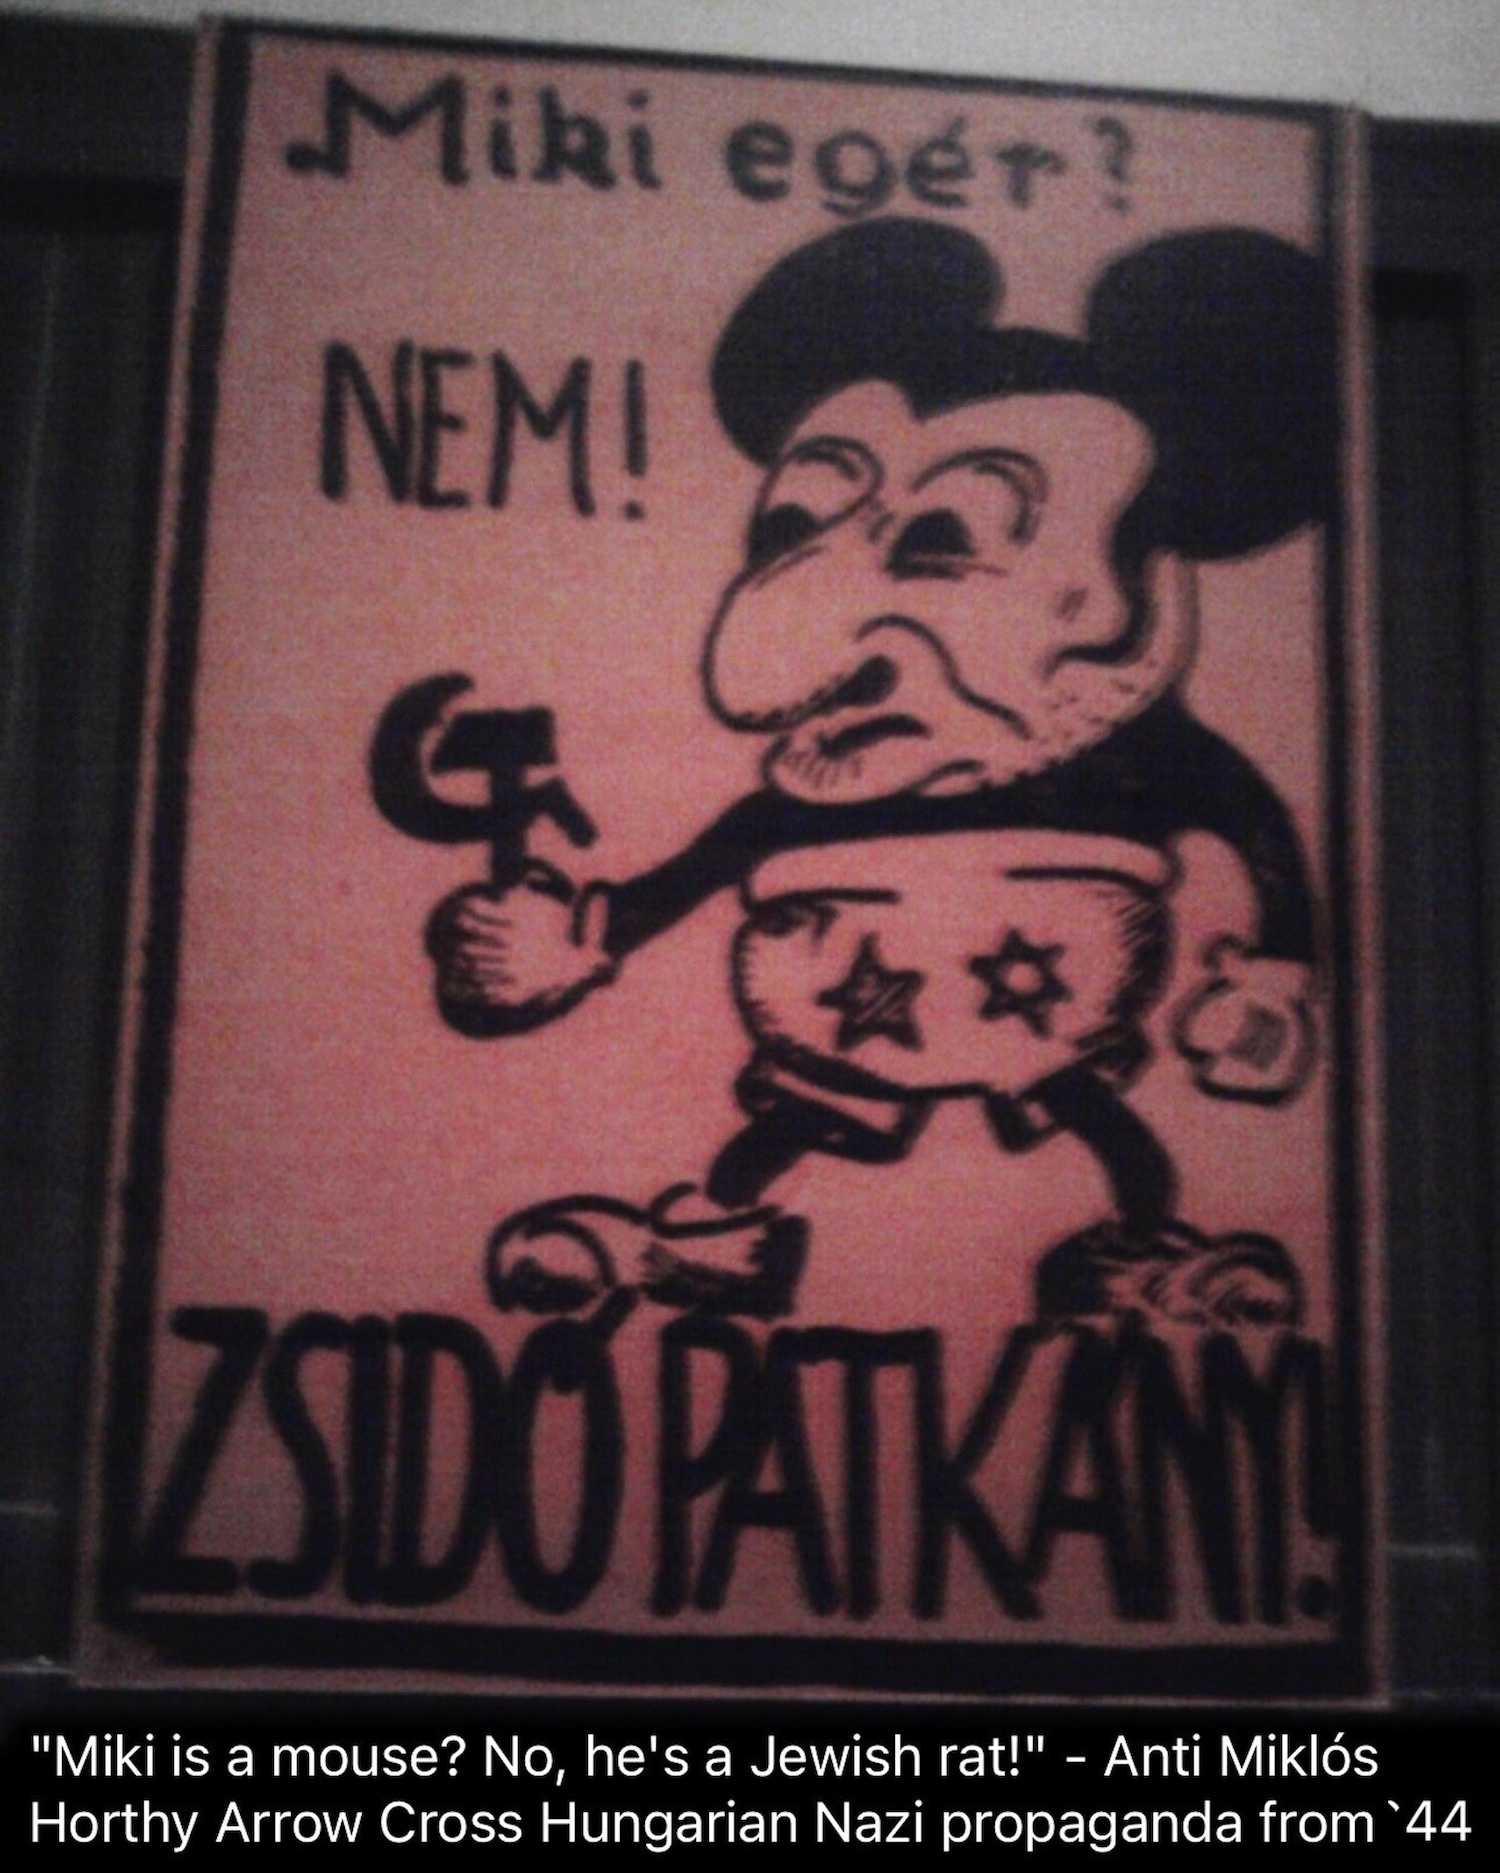 Miki egér?
NEM!
ZSIDÓ PATKÁNY!
"Miki is a mouse? No, he's a Jewish rat!" - Anti Miklós
Horthy Arrow Cross Hungarian Nazi propaganda from `44